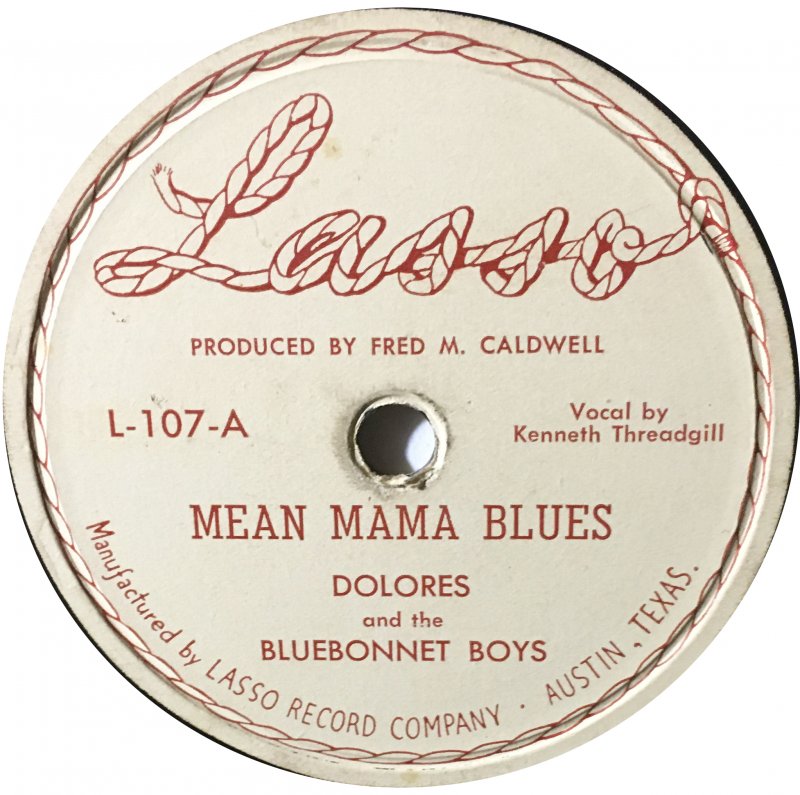 Lasso
PRODUCED BY FRED M. CALDWELL
L-107-A
Vocal by
Kenneth Threadgill
MEAN MAMA BLUES
DOLORES
and the
BLUEBONNET BOYS
Manufactured by LASSO RECORD COMPANY · AUSTIN, TEXAS.